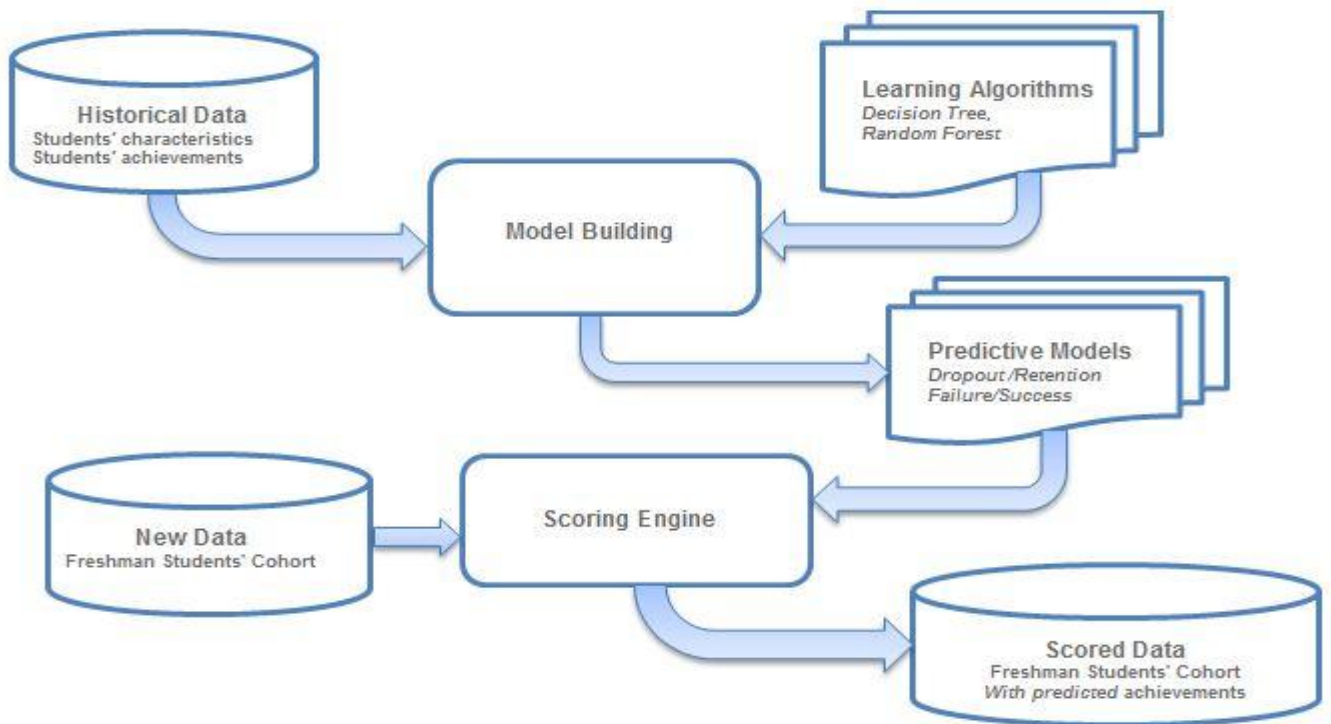 Historical Data
Students' characteristics
Students' achievements
Learning Algorithms
Decision Tree,
Random Forest
Model Building
Predictive Models
Dropout/Retention
Failure/Success
New Data
Freshman Students' Cohort
Scoring Engine
Scored Data
Freshman Students' Cohort
With predicted achievements